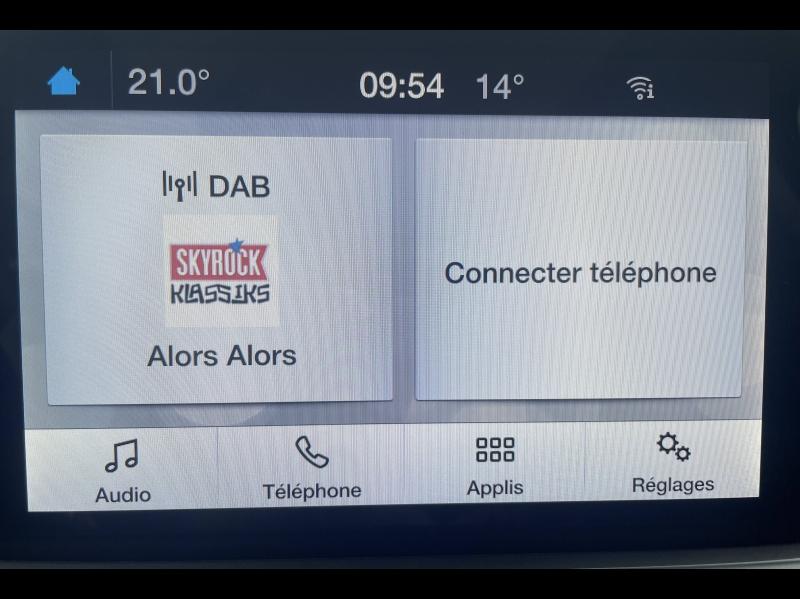 21.0°
09:54
14°
DAB
SKYROCK
KLASSIKS
Alors Alors
Connecter téléphone
Audio
Téléphone
Applis
Réglages